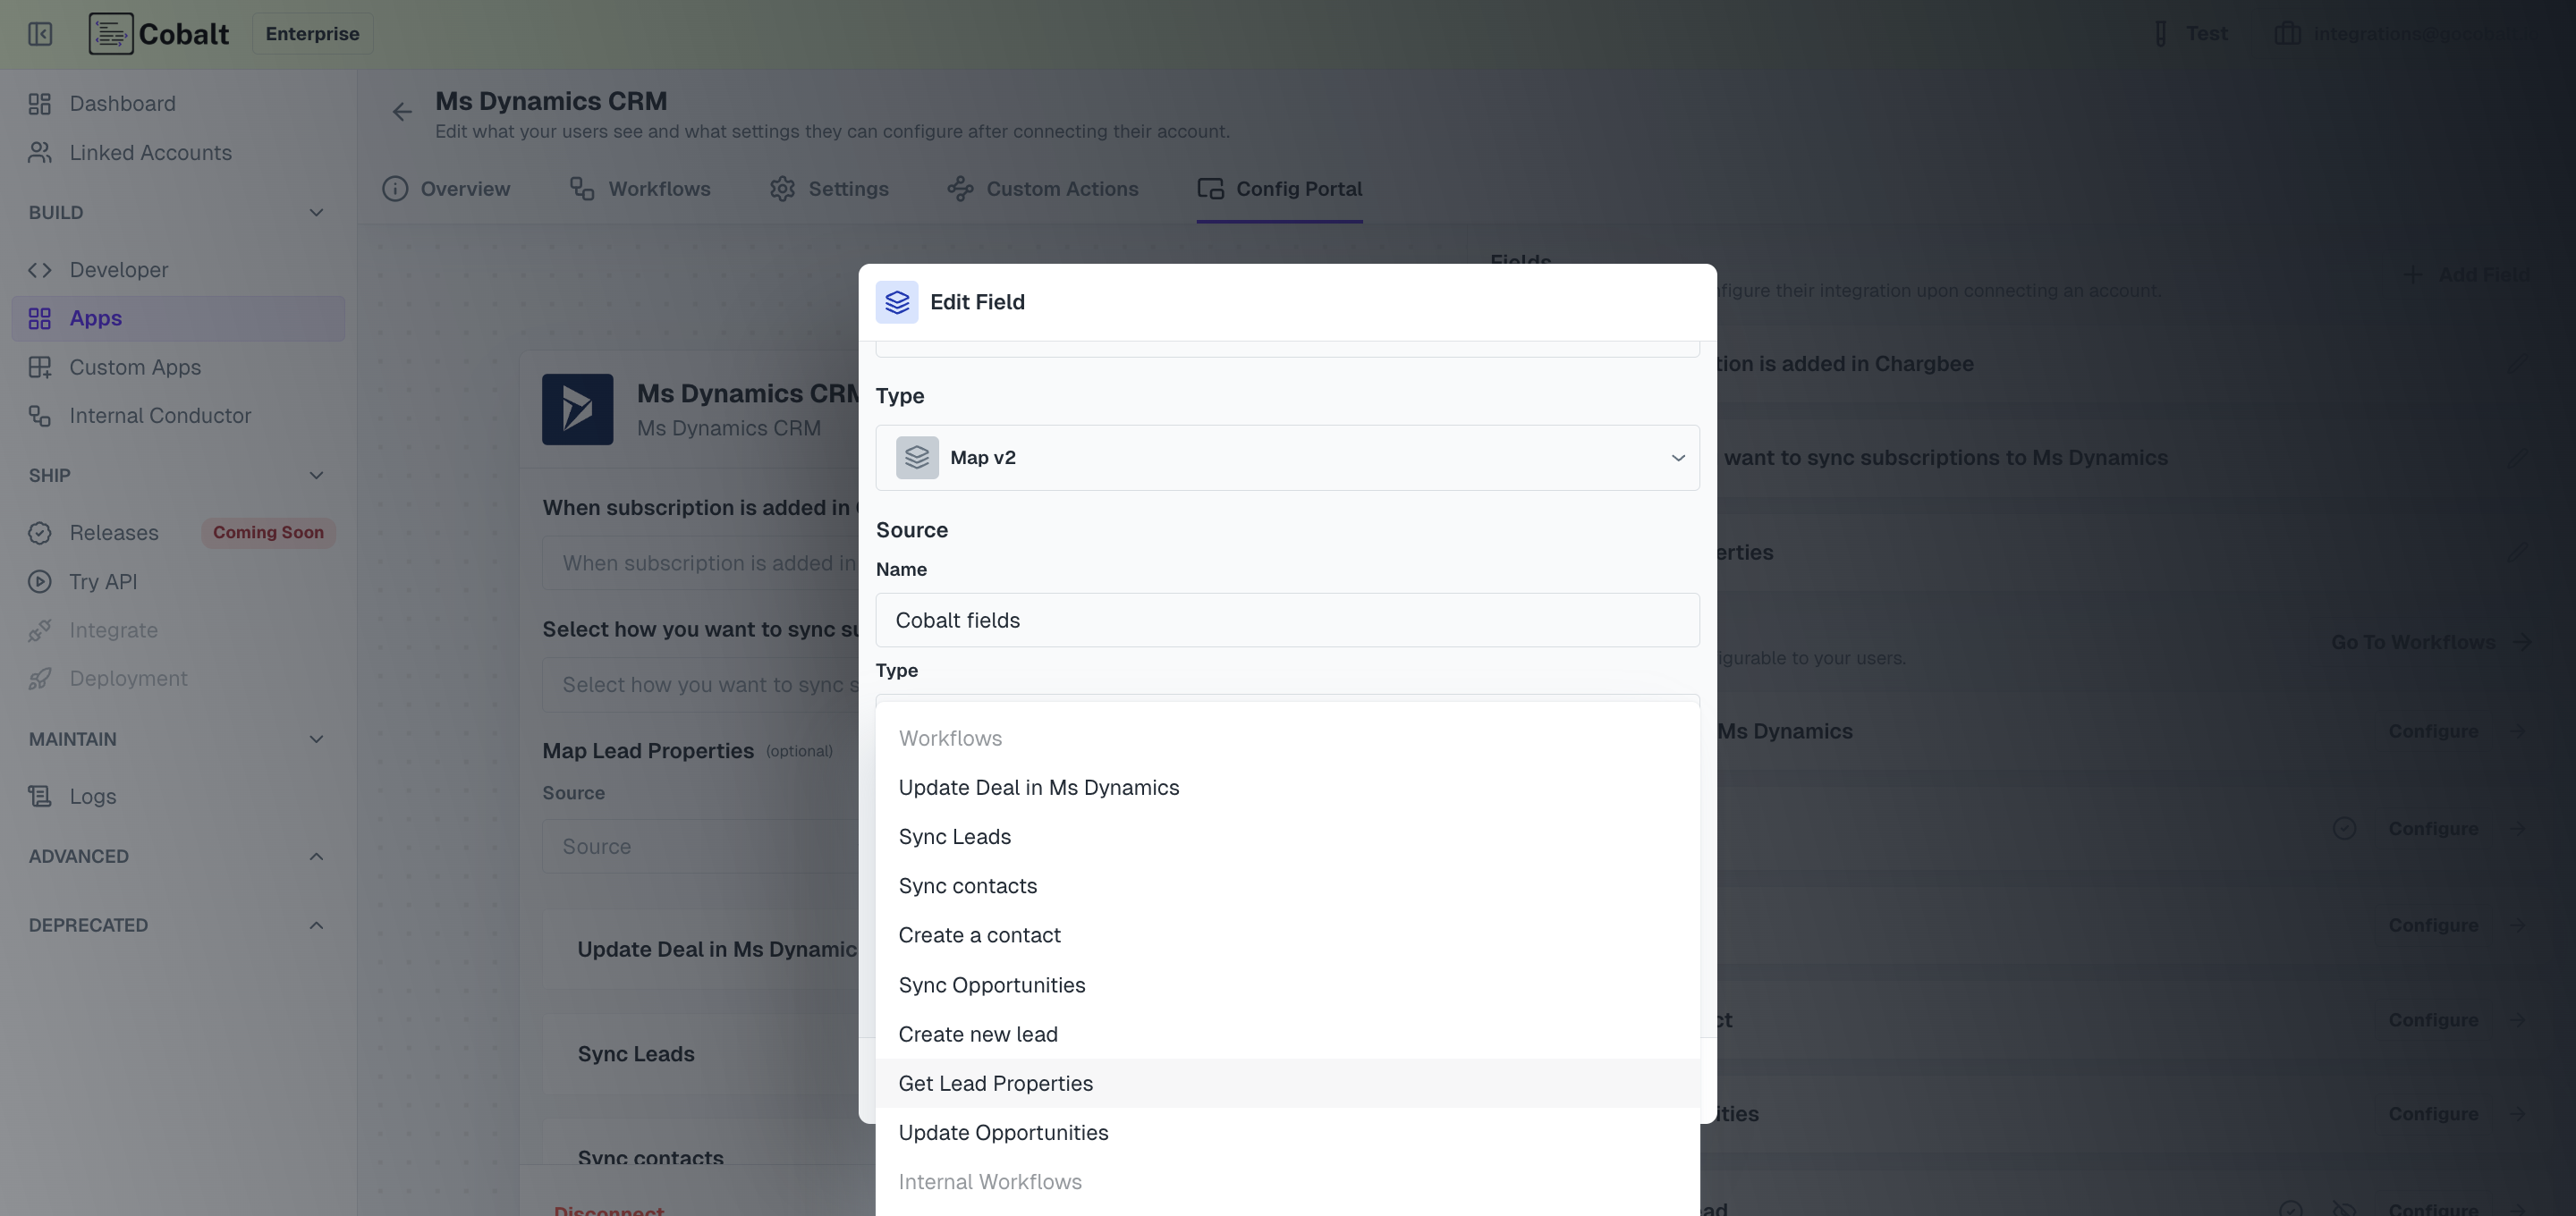 Cobalt
Enterprise
Test
Dashboard
Linked Accounts
BUILD
Developer
Apps
Custom Apps
Internal Conductor
SHIP
Releases
Coming Soon
Try API
Integrate
Deployment
MAINTAIN
Logs
ADVANCED
DEPRECATED
Ms Dynamics CRM
Edit what your users see and what settings they can configure after connecting their account.
Overview
Workflows
Settings
Custom Actions
Config Portal
Ms Dynamics CRM
Ms Dynamics CRM
When subscription is added in
When subscription is added in
Select how you want to sync su
Select how you want to sync s
Map Lead Properties (optional)
Source
Source
Update Deal in Ms Dynamic
Sync Leads
Sync contacts
Disconnect
Edit Field
Type
Map v2
Source
Name
Cobalt fields
Type
Workflows
Update Deal in Ms Dynamics
Sync Leads
Sync contacts
Create a contact
Sync Opportunities
Create new lead
Get Lead Properties
Update Opportunities
Internal Workflows
Fields
figure their integration upon connecting an account.
Add Field
tion is added in Chargbee
want to sync subscriptions to Ms Dynamics
erties
Go To Workflows
igurable to your users.
Ms Dynamics
Configure
Configure
Configure
ct
Configure
ities
Configure
ad
Configure